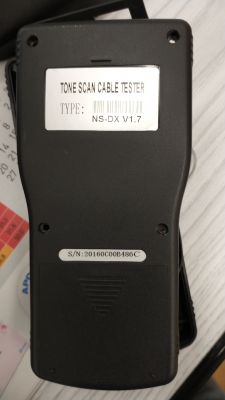 TONE SCAN CABLE TESTER
TYPE:
NS-DX V1.7
S/N:20160C00B486C